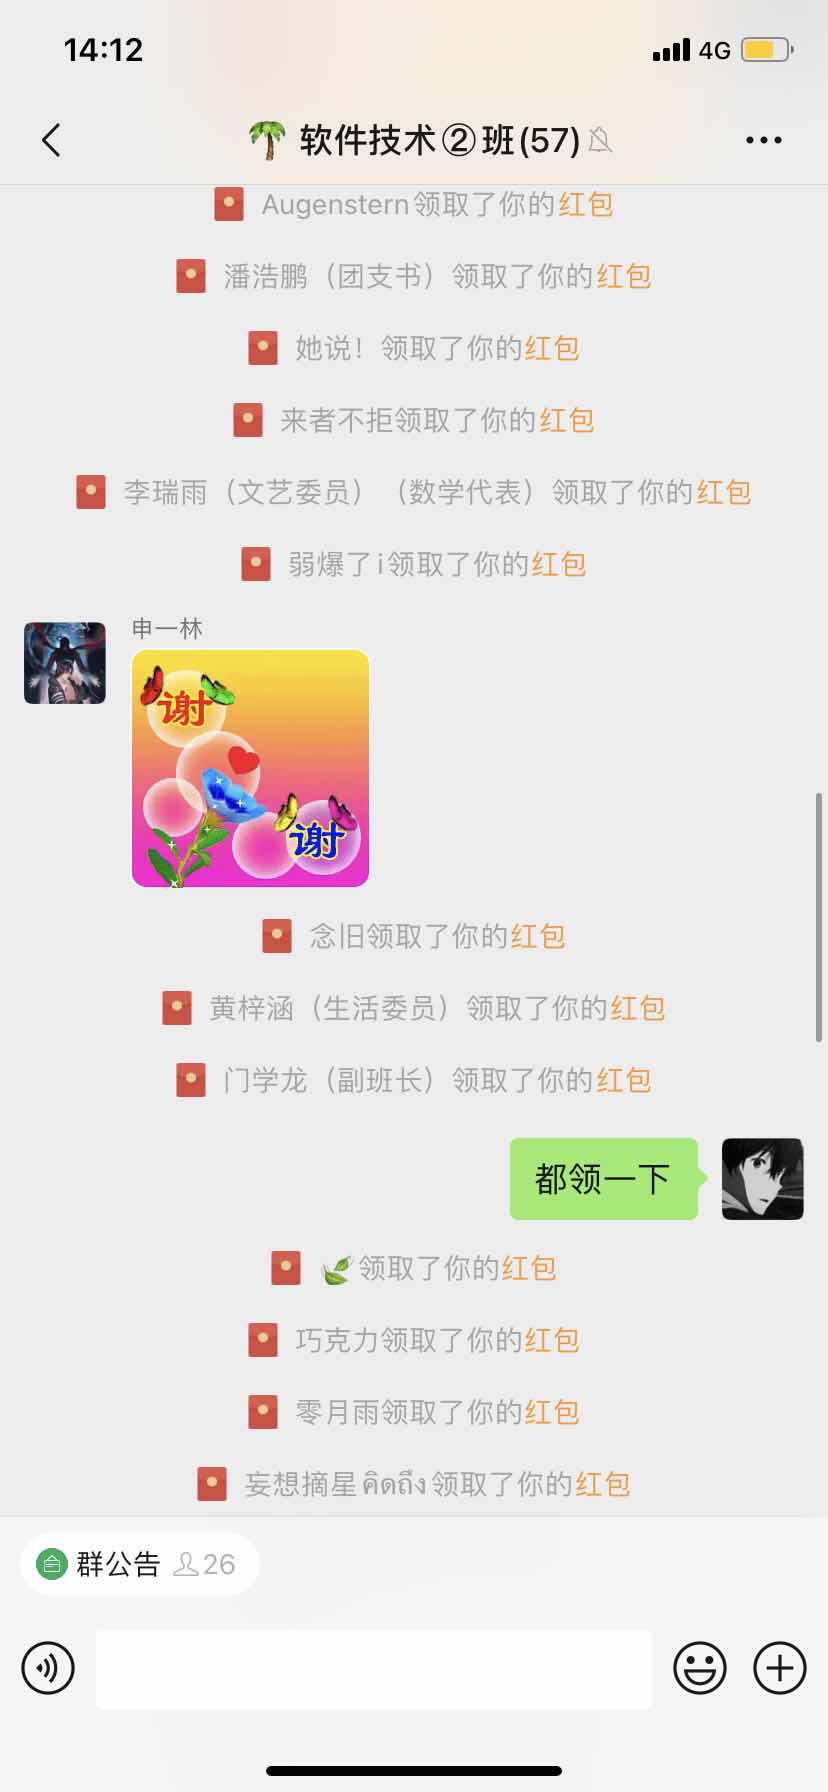 14:12
4G
🌴 软件技术②班(57)
Augenstern领取了你的红包
潘浩鹏（团支书）领取了你的红包
她说！领取了你的红包
来者不拒领取了你的红包
李瑞雨（文艺委员）（数学代表）领取了你的红包
弱爆了i领取了你的红包
申一林
谢
谢
念旧领取了你的红包
黄梓涵（生活委员）领取了你的红包
门学龙（副班长）领取了你的红包
都领一下
🍃领取了你的红包
巧克力领取了你的红包
零月雨领取了你的红包
妄想摘星คิดถึง领取了你的红包
群公告 26